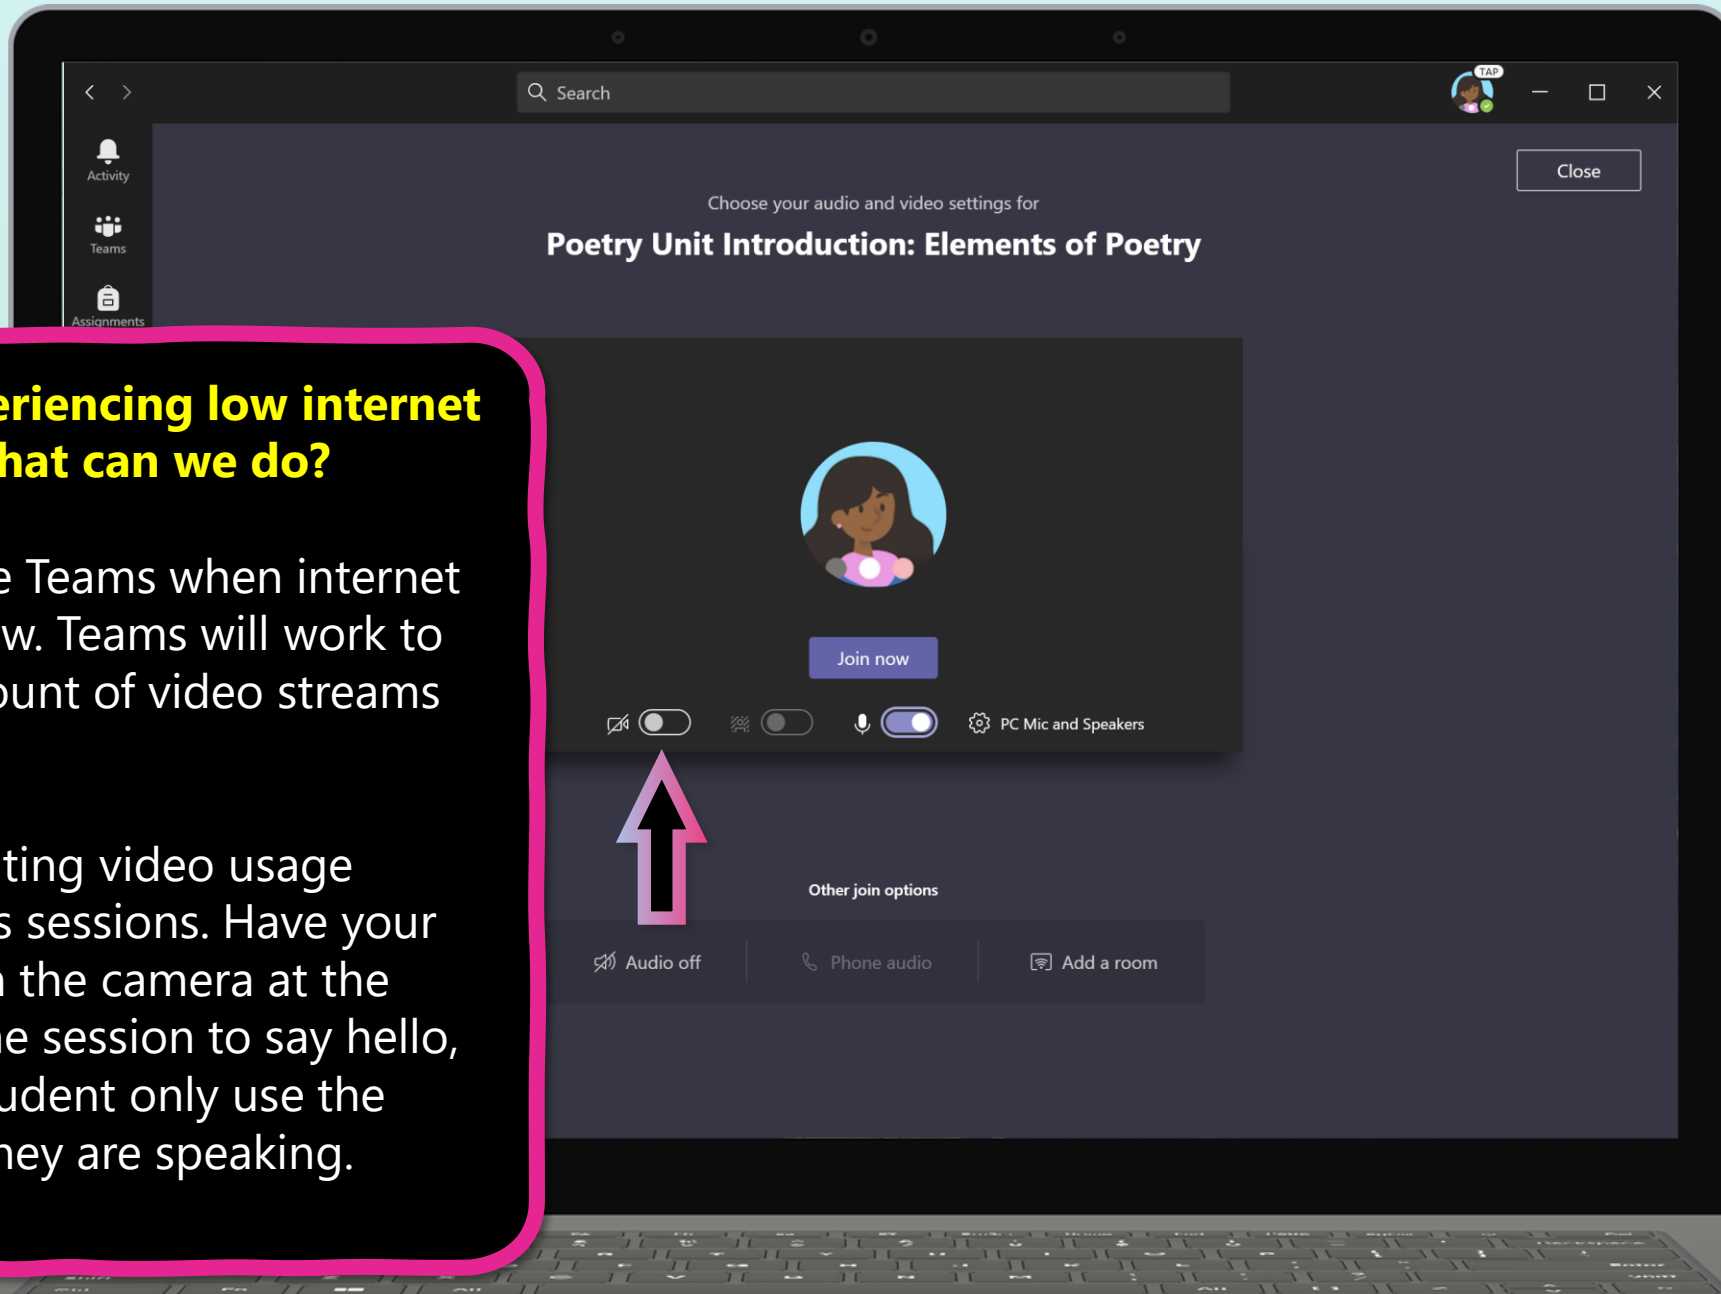 Search
TAP
Activity
Close
Choose your audio and video settings for
Teams
Poetry Unit Introduction: Elements of Poetry
Assignments
eriencing low internet
hat can we do?
e Teams when internet
w. Teams will work to
ount of video streams
Join now
PC Mic and Speakers
ting video usage
s sessions. Have your
n the camera at the
ne session to say hello,
udent only use the
hey are speaking.
Other join options
Audio off
Phone audio
Add a room